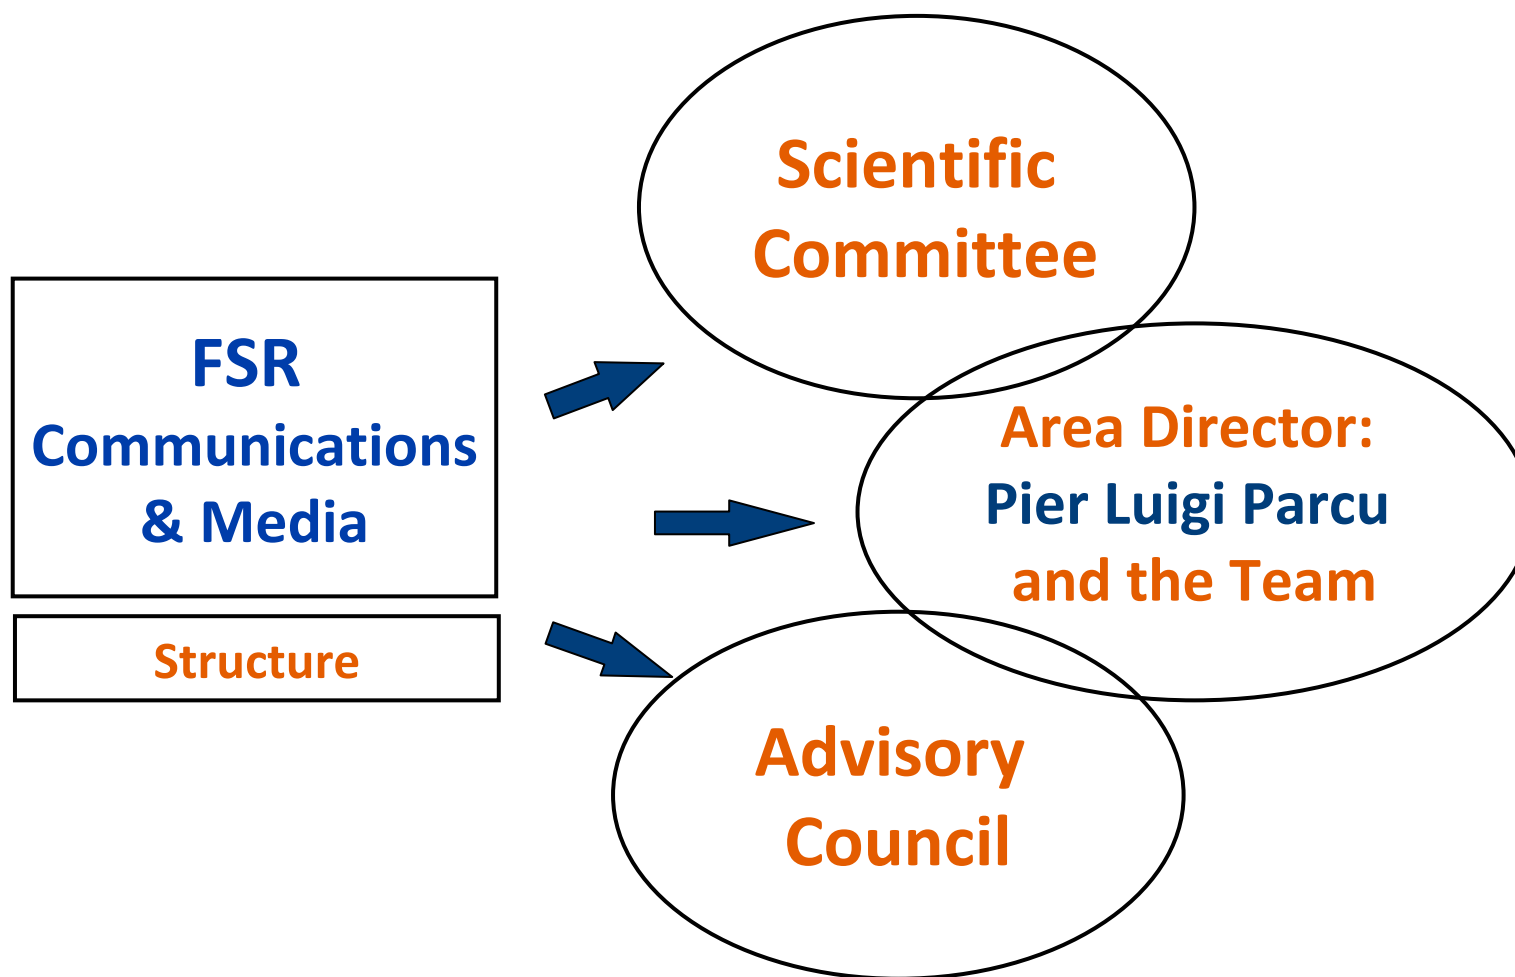 FSR
Communications
& Media
Structure
Scientific
Committee
Area Director:
Pier Luigi Parcu
and the Team
Advisory
Council